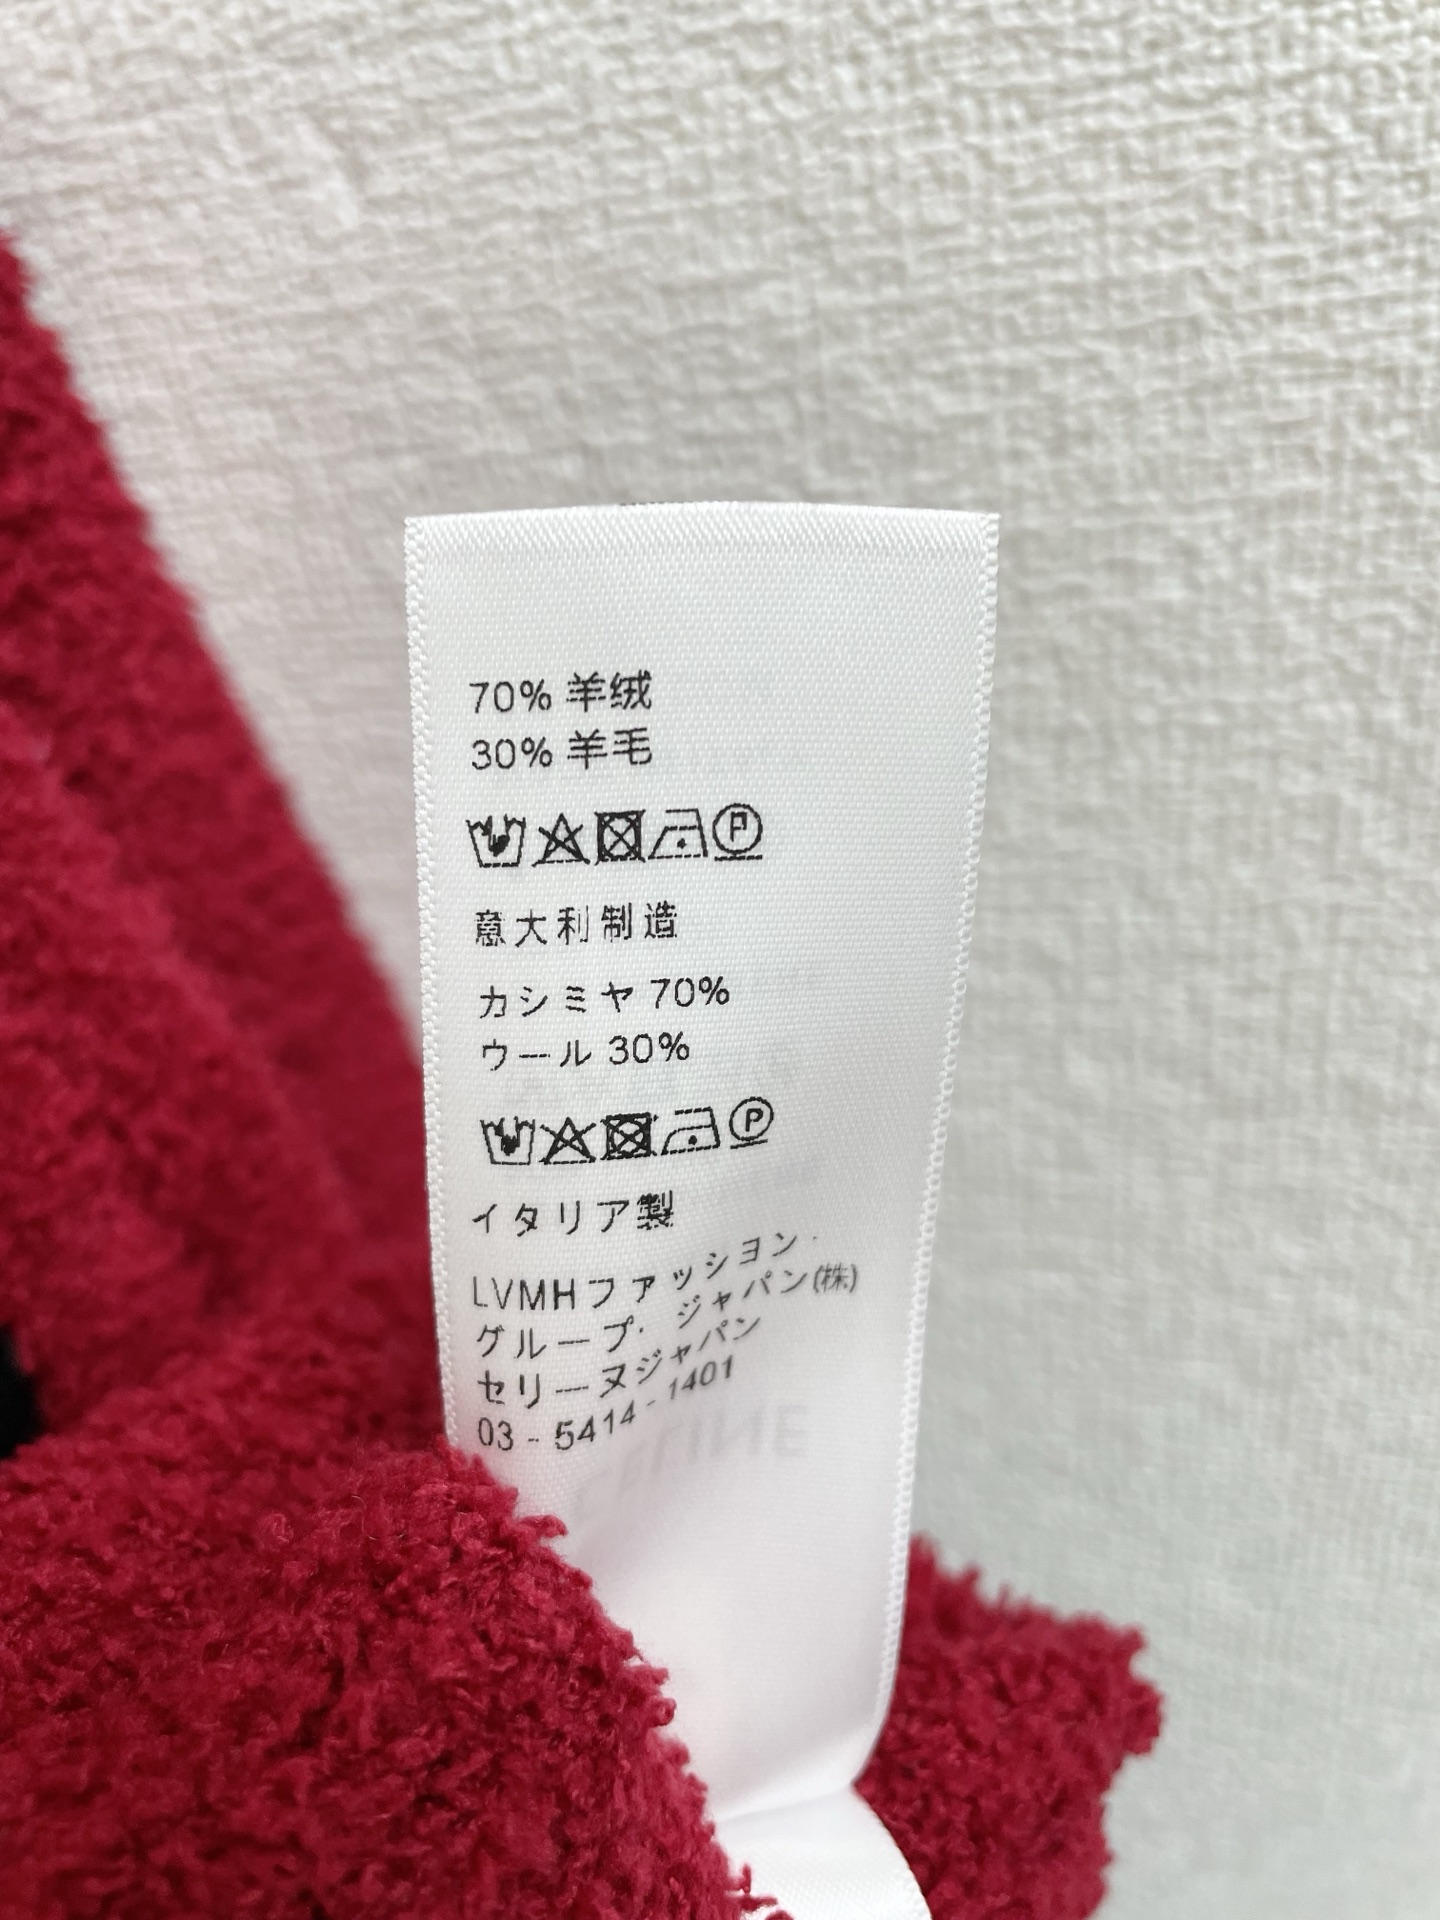 70% 羊绒
30% 羊毛
P
意大利制造
カシミヤ 70%
ウール 30%
P
イタリア製
LVMHファッション・
グループ・ジャパン(株)
セリーヌジャパン
03-5414-1401